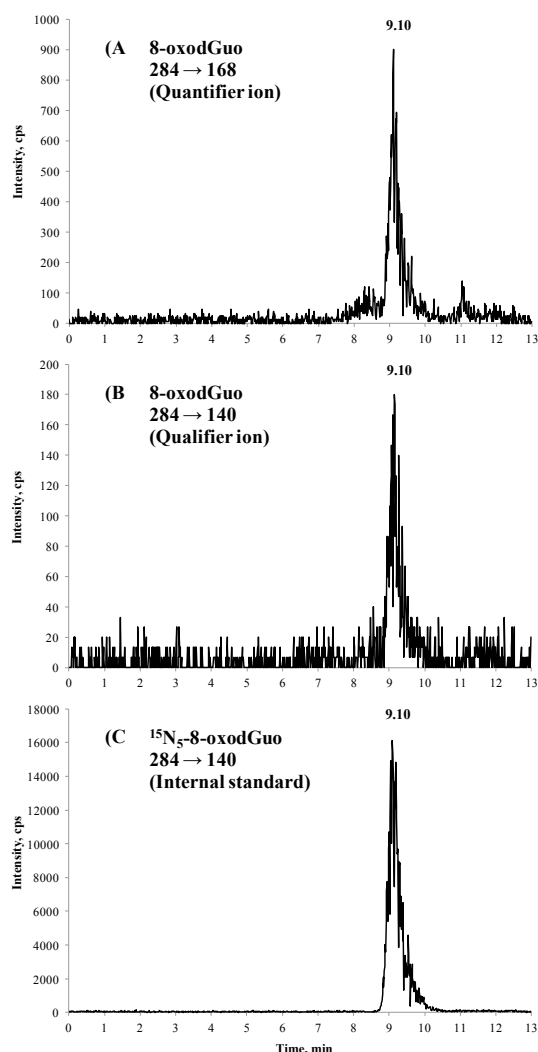 9.10
(A 8-oxodGuo
284 → 168
(Quantifier ion)
Intensity, cps
1000
900
800
700
600
500
400
300
200
100
0
0 1 2 3 4 5 6 7 8 9 10 11 12 13
9.10
(B 8-oxodGuo
284 → 140
(Qualifier ion)
Intensity, cps
200
180
160
140
120
100
80
60
40
20
0
0 1 2 3 4 5 6 7 8 9 10 11 12 13
9.10
(C ¹⁵N₅-8-oxodGuo
284 → 140
(Internal standard)
Intensity, cps
18000
16000
14000
12000
10000
8000
6000
4000
2000
0
0 1 2 3 4 5 6 7 8 9 10 11 12 13
Time, min